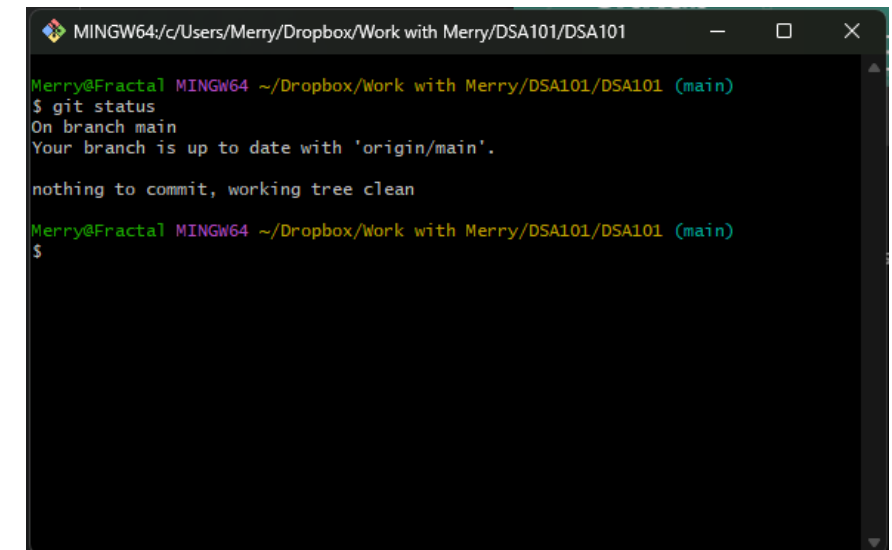 MINGW64:/c/Users/Merry/Dropbox/Work with Merry/DSA101/DSA101
Merry@Fractal MINGW64 ~/Dropbox/Work with Merry/DSA101/DSA101 (main)
$ git status
On branch main
Your branch is up to date with 'origin/main'.
nothing to commit, working tree clean
Merry@Fractal MINGW64 ~/Dropbox/Work with Merry/DSA101/DSA101 (main)
$